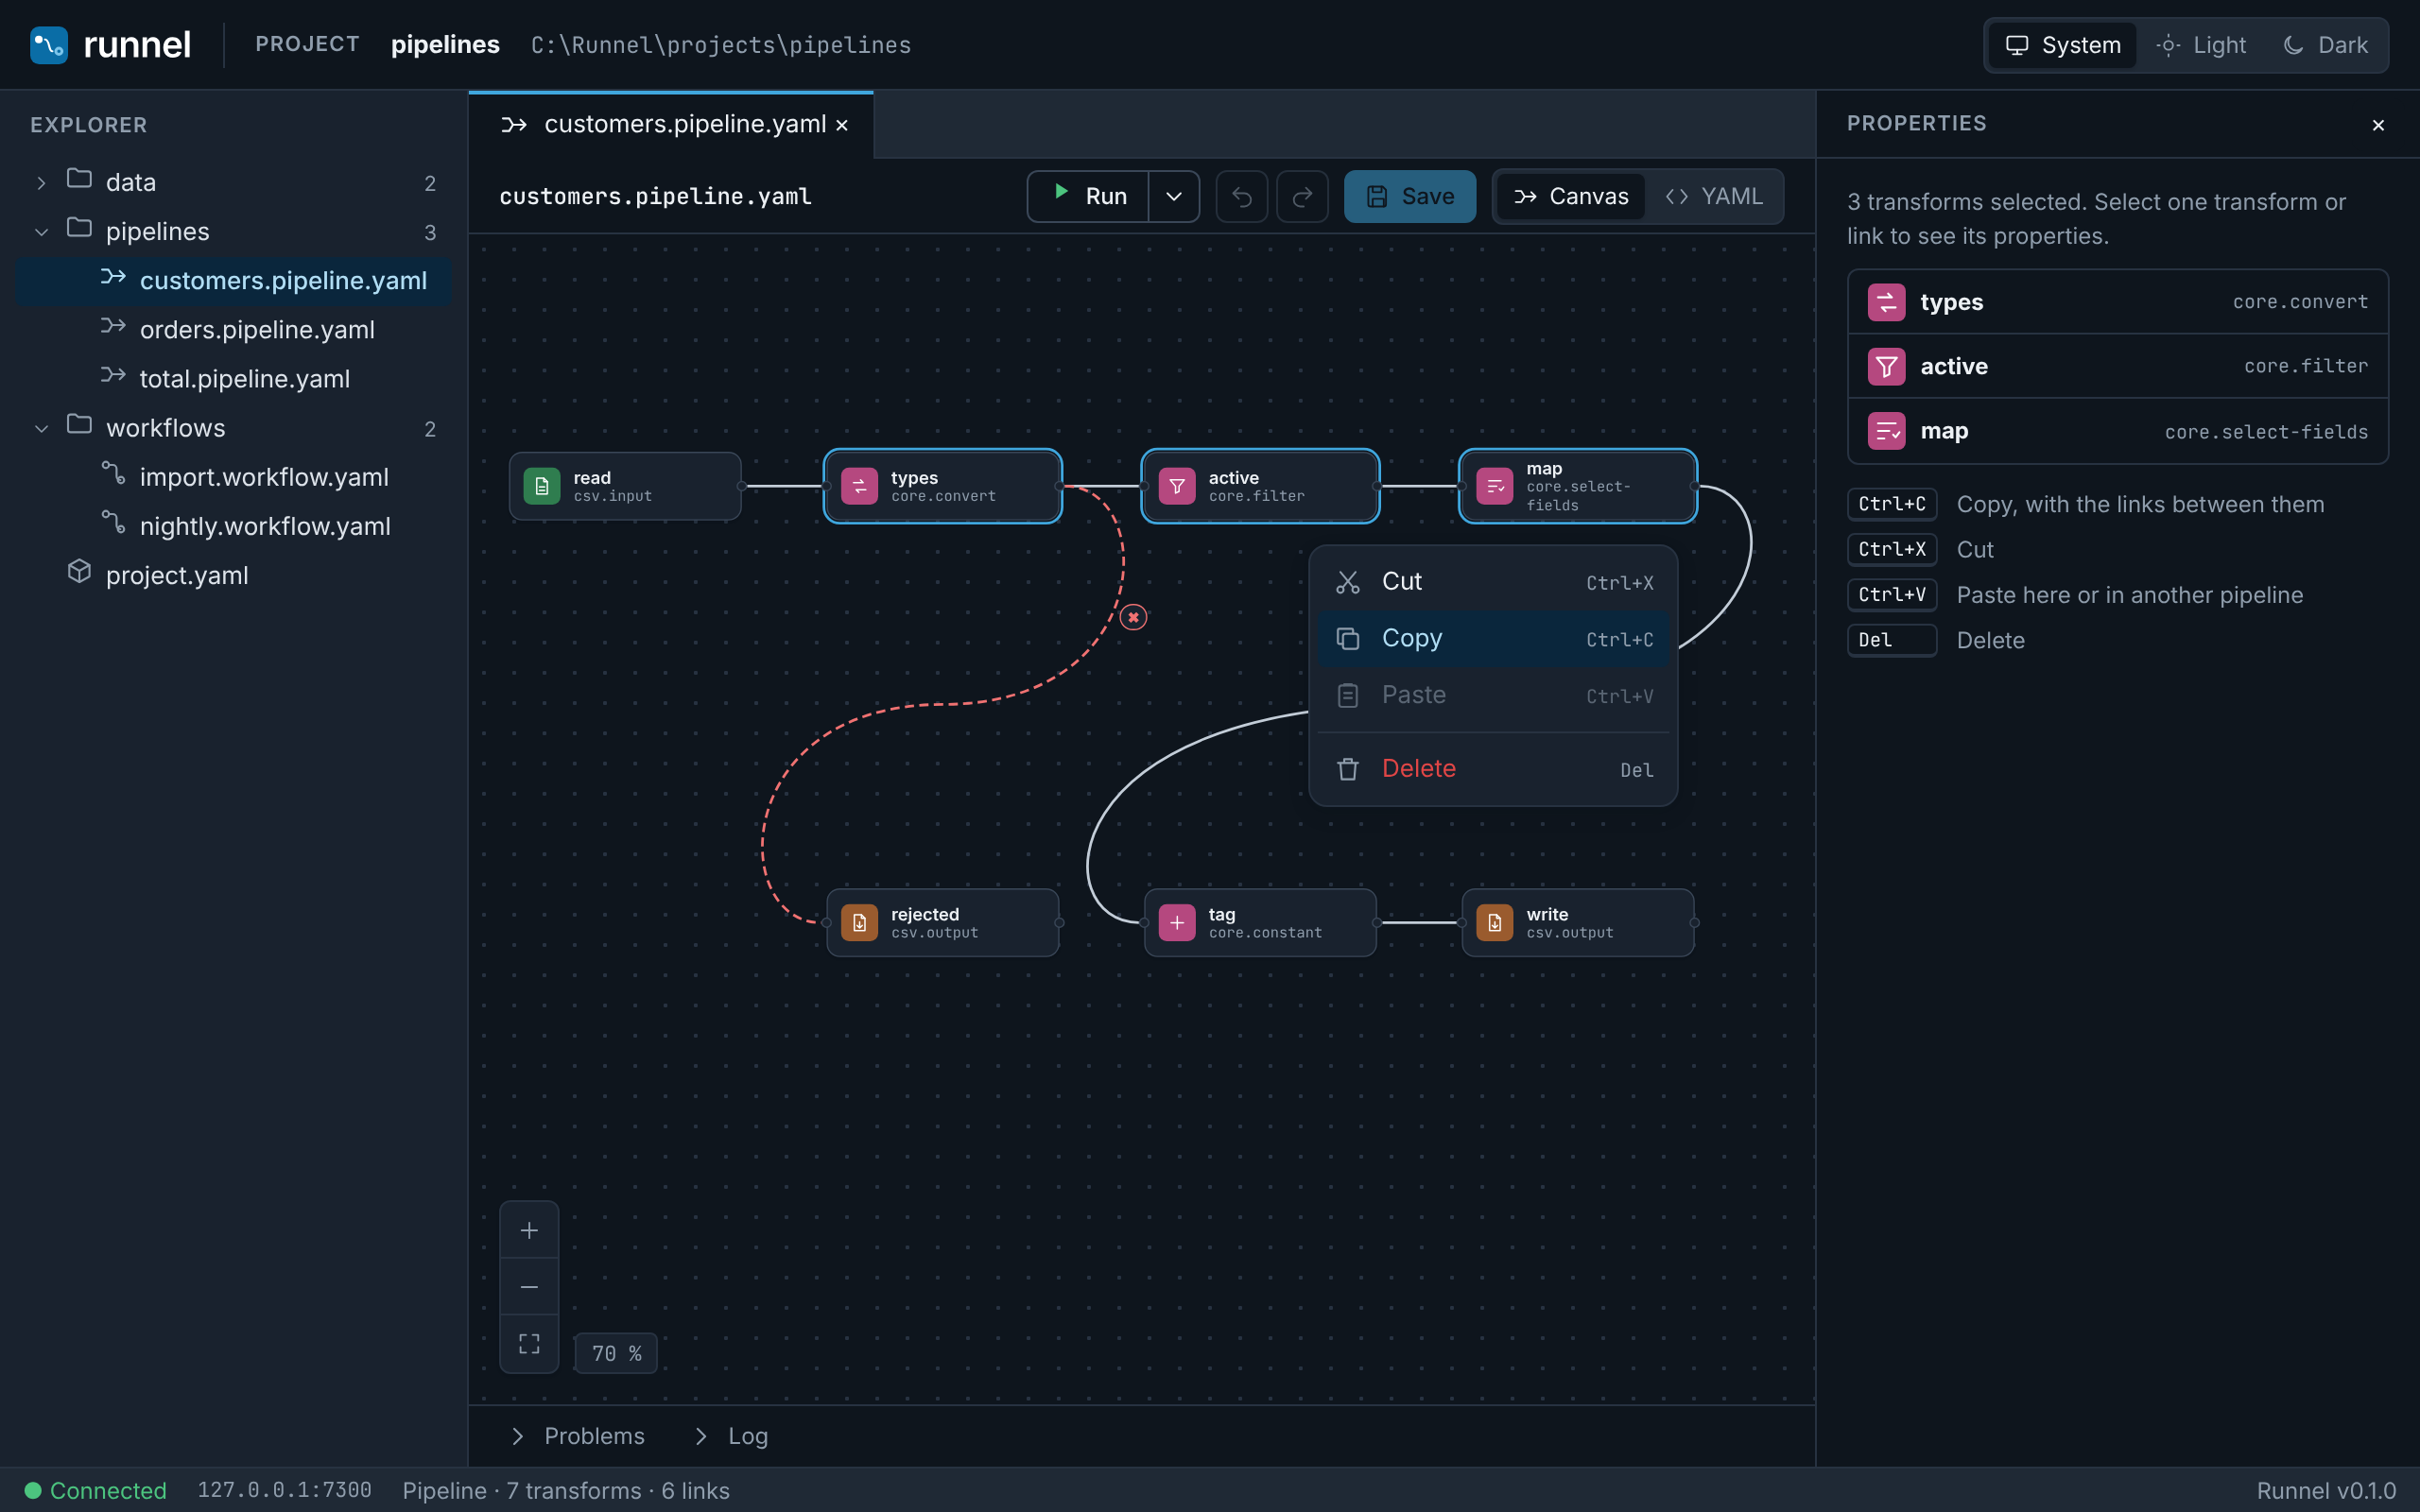 runnel
PROJECT pipelines C:\Runnel\projects\pipelines
System Light Dark
EXPLORER
data 2
pipelines 3
customers.pipeline.yaml
orders.pipeline.yaml
total.pipeline.yaml
workflows 2
import.workflow.yaml
nightly.workflow.yaml
project.yaml
customers.pipeline.yaml ×
customers.pipeline.yaml
Run
Save
Canvas
YAML
read
csv.input
types
core.convert
active
core.filter
map
core.select-
fields
Cut Ctrl+X
Copy Ctrl+C
Paste Ctrl+V
Delete Del
rejected
csv.output
tag
core.constant
write
csv.output
70 %
Problems
Log
PROPERTIES ×
3 transforms selected. Select one transform or
link to see its properties.
types core.convert
active core.filter
map core.select-fields
Ctrl+C Copy, with the links between them
Ctrl+X Cut
Ctrl+V Paste here or in another pipeline
Del Delete
Connected 127.0.0.1:7300 Pipeline · 7 transforms · 6 links
Runnel v0.1.0